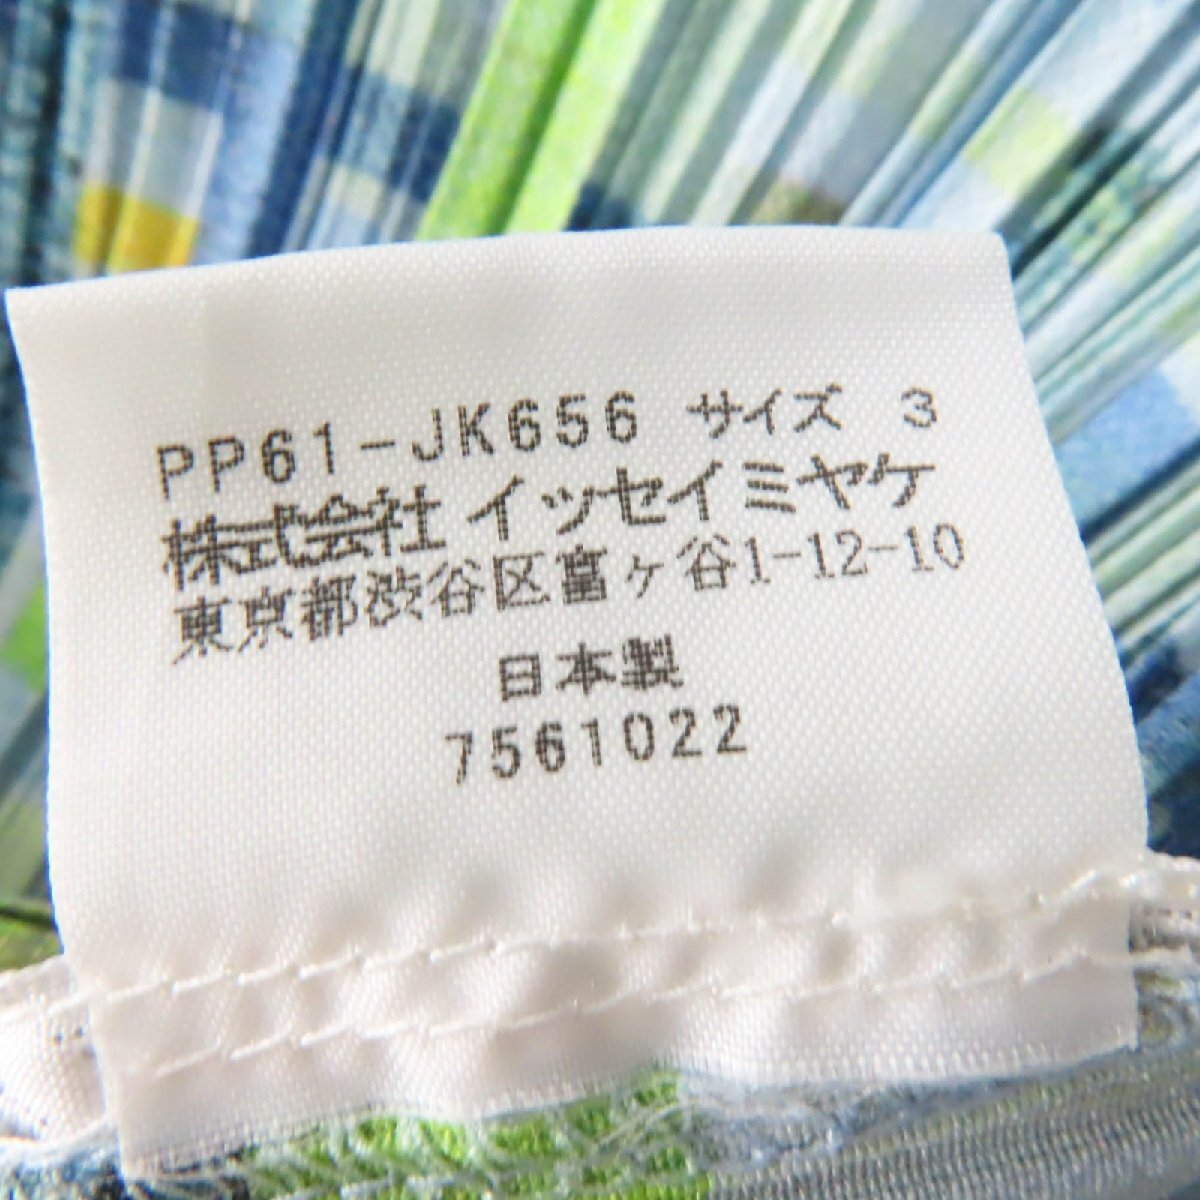 PP61-JK656 サイズ 3
株式会社 イッセイミヤケ
東京都渋谷区富ヶ谷1-12-10
日本製
7561022